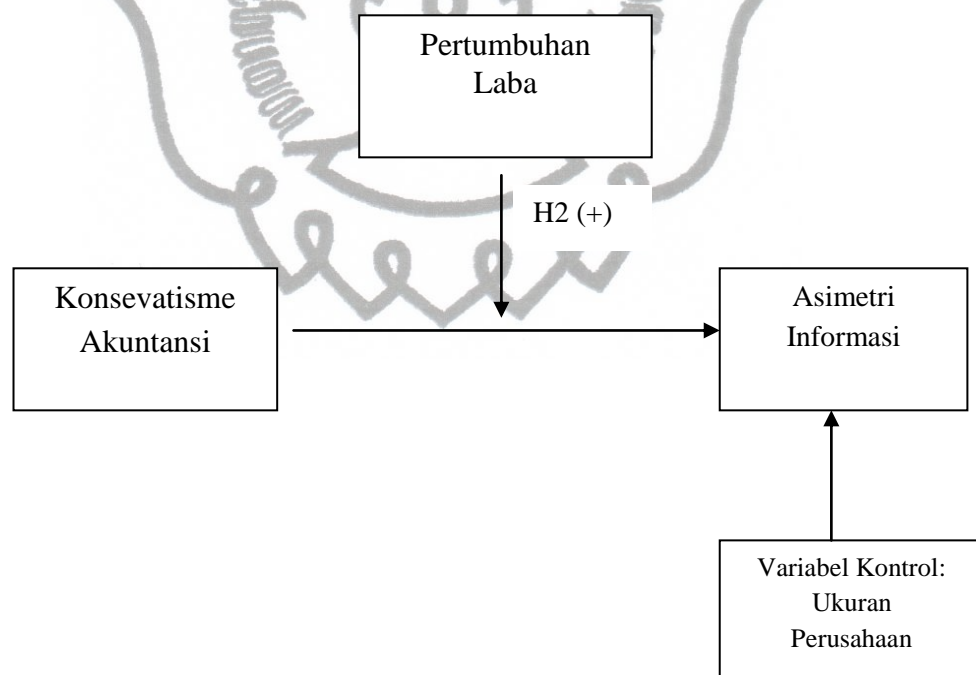 Pertumbuhan
Laba
H2 (+)
Konsevatisme
Akuntansi
Asimetri
Informasi
Variabel Kontrol:
Ukuran
Perusahaan